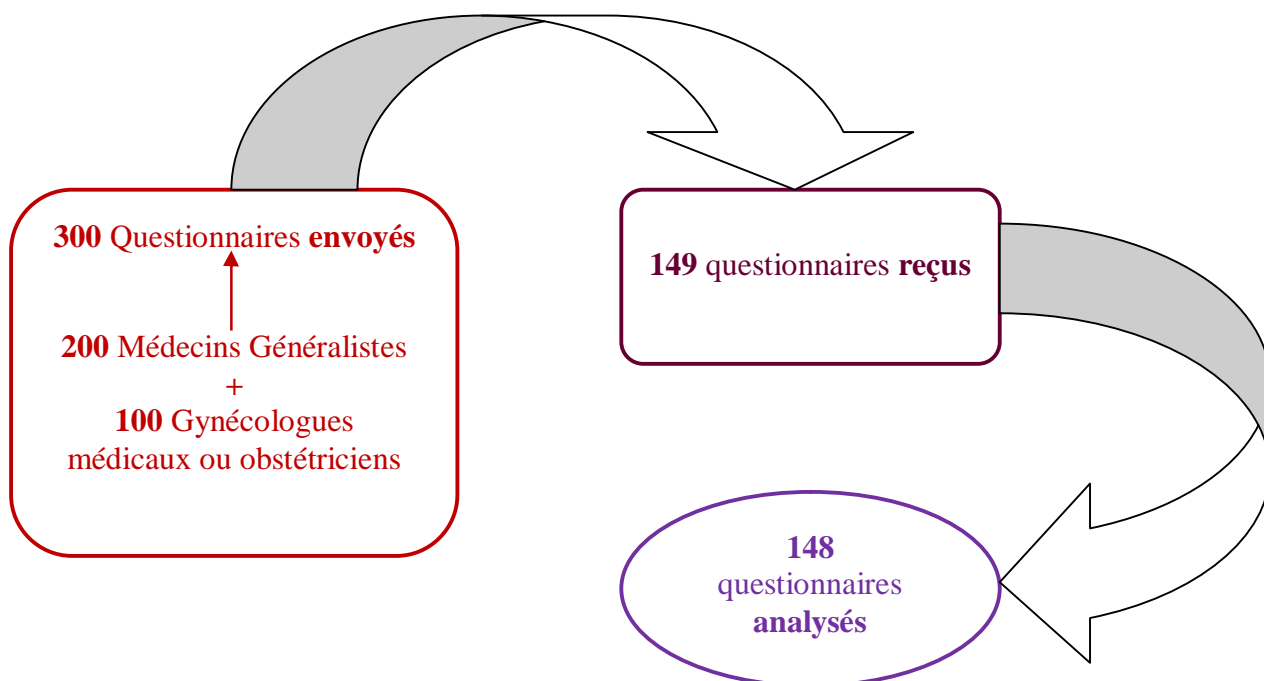 300 Questionnaires envoyés
200 Médecins Généralistes
+
100 Gynécologues
médicaux ou obstétriciens
149 questionnaires reçus
148
questionnaires
analysés